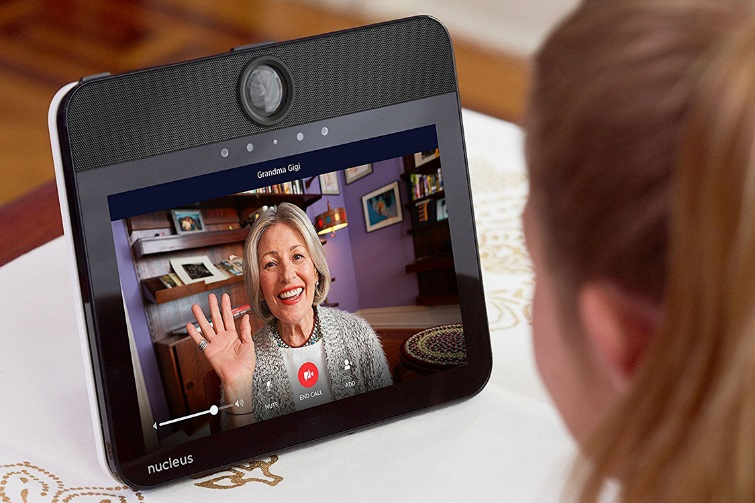 Grandma Gigi
MUTE
END CALL
ADD
nucleus